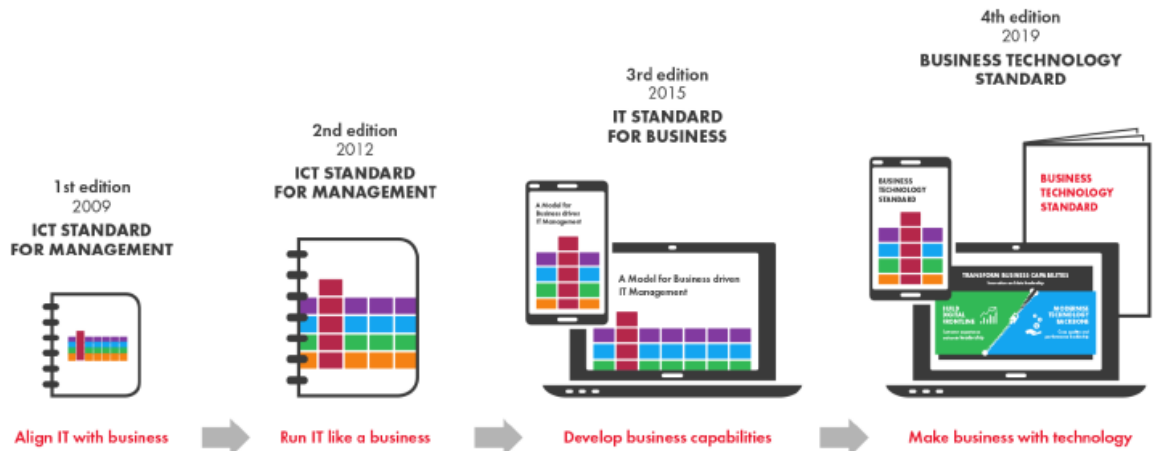 1st edition
2009
ICT STANDARD
FOR MANAGEMENT
Align IT with business
2nd edition
2012
ICT STANDARD
FOR MANAGEMENT
Run IT like a business
3rd edition
2015
IT STANDARD
FOR BUSINESS
A Model for
Business driven
IT Management
A Model for Business driven
IT Management
Develop business capabilities
4th edition
2019
BUSINESS TECHNOLOGY
STANDARD
BUSINESS
TECHNOLOGY
STANDARD
BUSINESS
TECHNOLOGY
STANDARD
TRANSFORM BUSINESS CAPABILITIES
BUILD
DIGITAL
FRONTLINE
MODERNISE
TECHNOLOGY
BACKBONE
Make business with technology